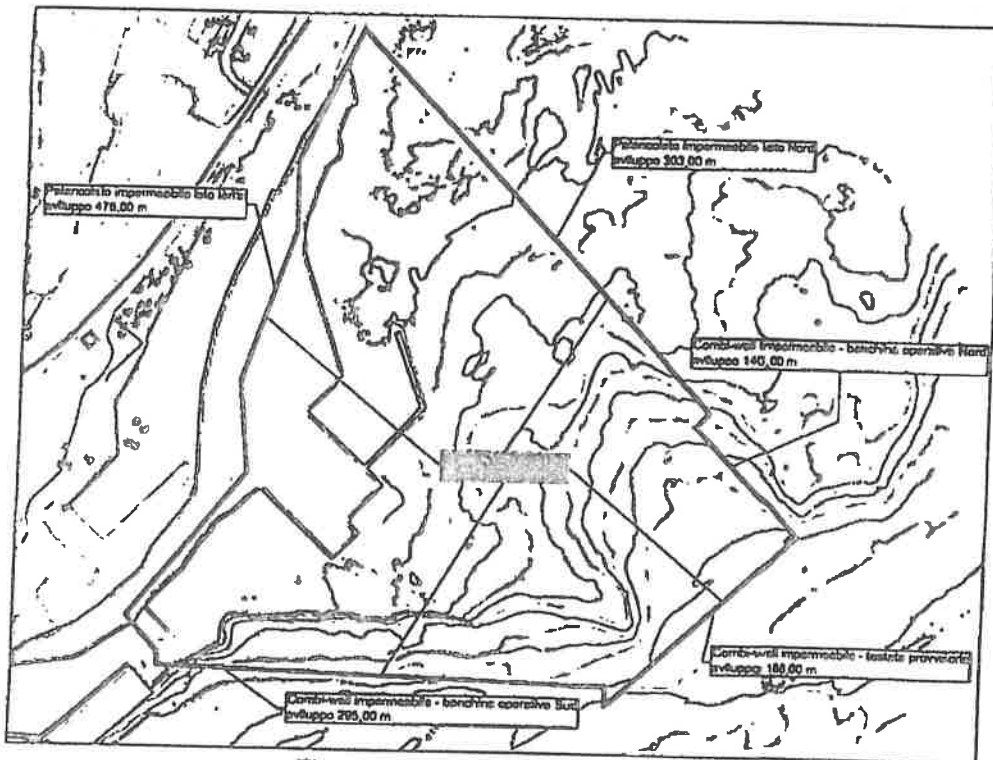 Palancolato impermeabile lato Nord
sviluppo 303,00 m
Palancolato impermeabile lato terra
sviluppo 478,00 m
Combi-wall impermeabile - banchina operativa Nord
sviluppo 140,00 m
Combi-wall impermeabile - testata provvisoria
sviluppo: 188,00 m
Combi-wall impermeabile - banchina operativa Sud
sviluppo 295,00 m